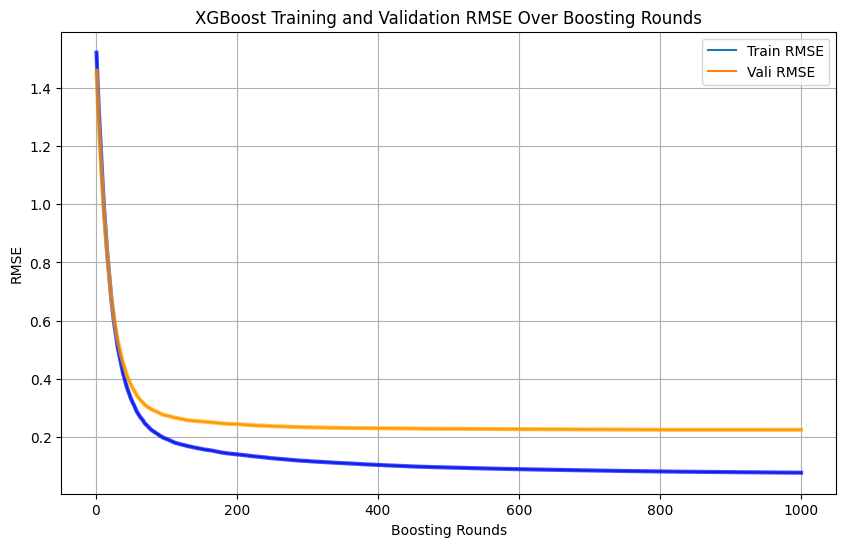 XGBoost Training and Validation RMSE Over Boosting Rounds
Train RMSE
Vali RMSE
1.4
1.2
1.0
0.8
0.6
0.4
0.2
RMSE
0 200 400 600 800 1000
Boosting Rounds